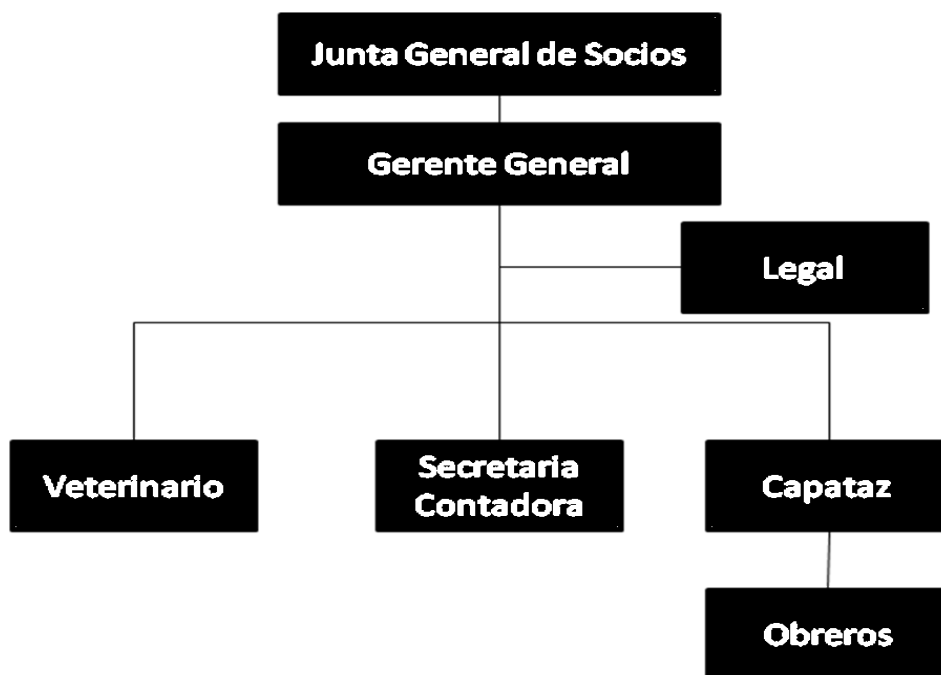 Junta General de Socios
Gerente General
Legal
Veterinario
Secretaria
Contadora
Capataz
Obreros